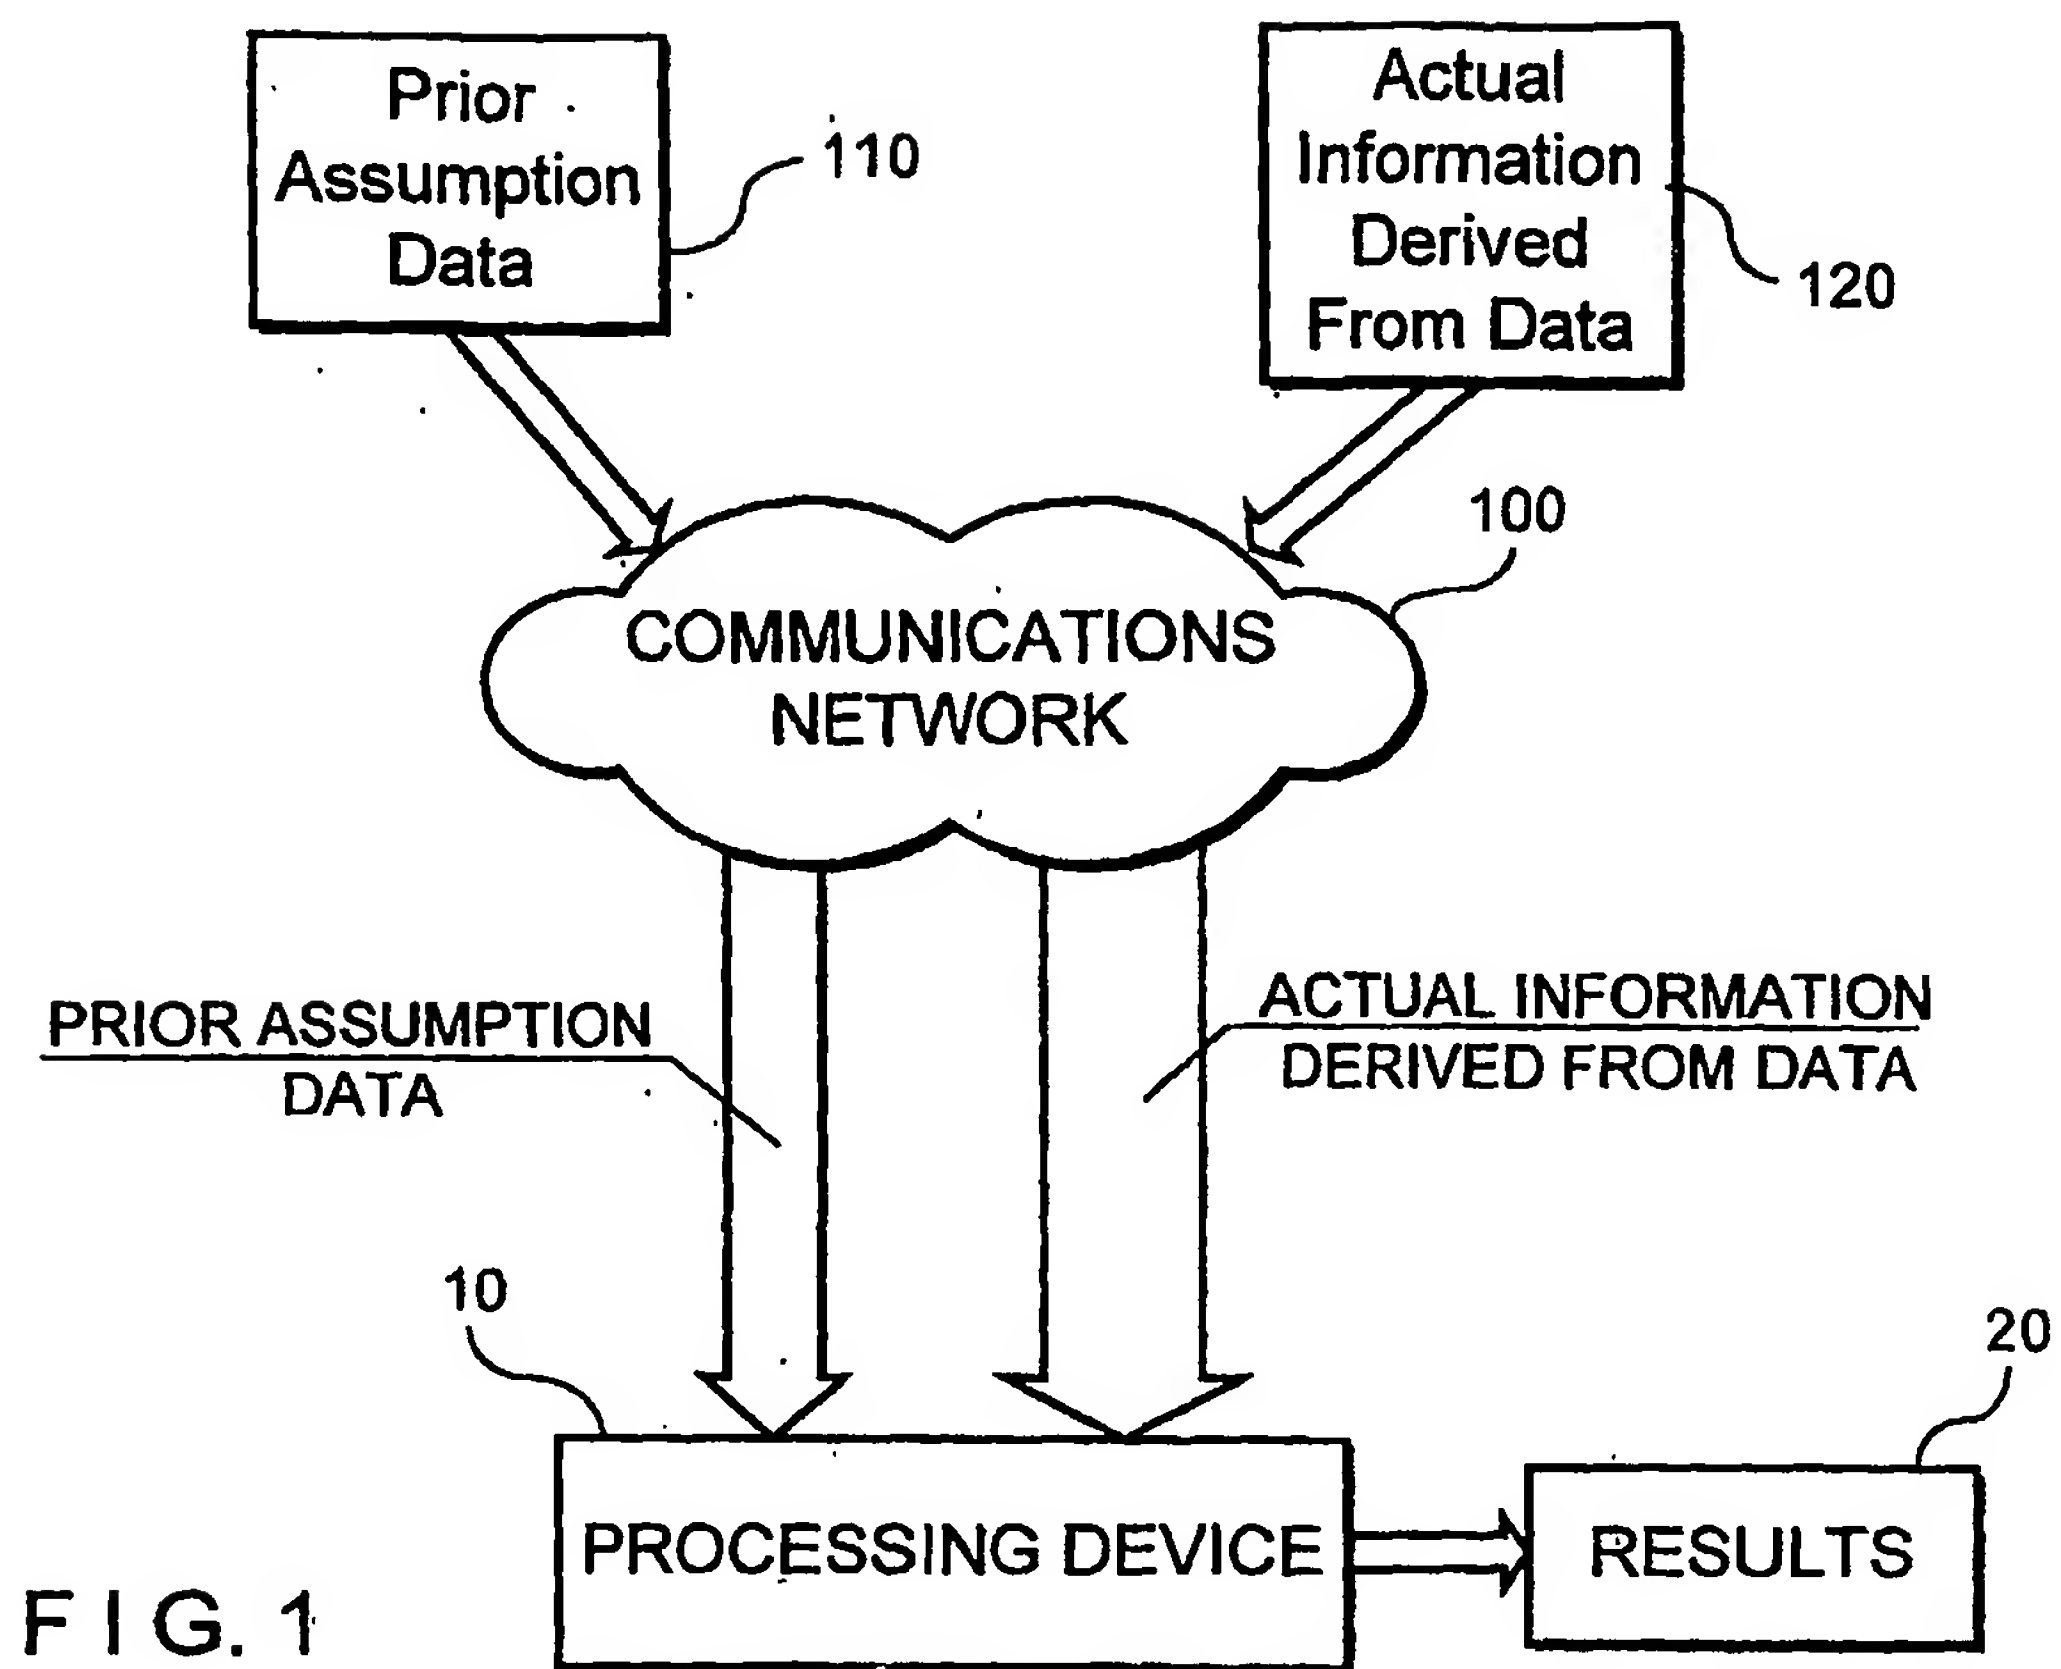 Prior
Assumption
Data
110
Actual
Information
Derived
From Data
120
100
COMMUNICATIONS
NETWORK
PRIOR ASSUMPTION
DATA
ACTUAL INFORMATION
DERIVED FROM DATA
10
20
PROCESSING DEVICE
RESULTS
FIG. 1